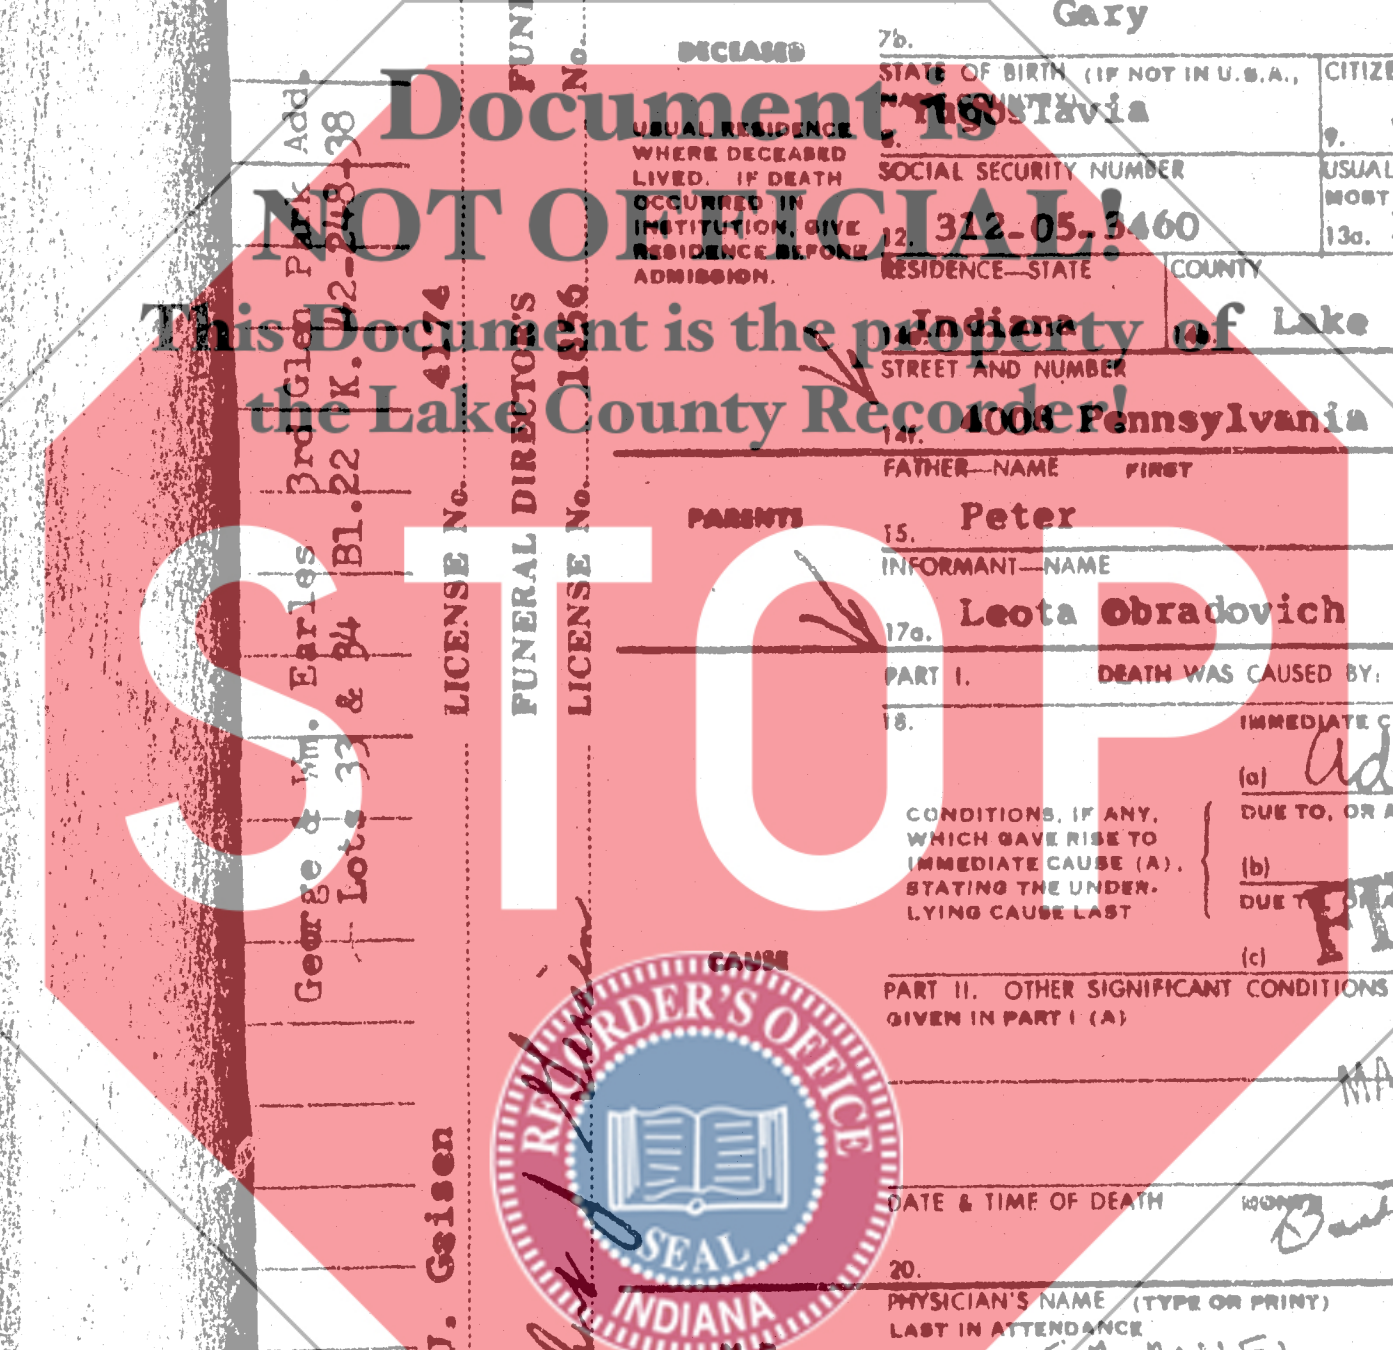 Gary
DECEASED
7b.
STATE OF BIRTH (IF NOT IN U.S.A.,
CITIZE
Document is
Yugoslavia
8.
9.
USUAL RESIDENCE
WHERE DECEASED
LIVED. IF DEATH
OCCURRED IN
INSTITUTION, GIVE
RESIDENCE BEFORE
ADMISSION.
SOCIAL SECURITY NUMBER
USUAL
MOST
NOT OFFICIAL!
12. 312-05-3460
13a.
RESIDENCE—STATE
COUNTY
This Document is the property of
Indiana
Lake
STREET AND NUMBER
the Lake County Recorder!
4008 Pennsylvania
FATHER—NAME FIRST
PARENTS
15. Peter
INFORMANT—NAME
17a. Leota Obradovich
STOP
PART I. DEATH WAS CAUSED BY:
18.
IMMEDIATE C
(a)
CONDITIONS, IF ANY,
WHICH GAVE RISE TO
IMMEDIATE CAUSE (A),
STATING THE UNDER-
LYING CAUSE LAST
DUE TO, OR A
(b)
(c)
CAUSE
PART II. OTHER SIGNIFICANT CONDITIONS
GIVEN IN PART I (A)
DATE & TIME OF DEATH
MONTH
20.
PHYSICIAN'S NAME (TYPE OR PRINT)
LAST IN ATTENDANCE
RECORDER'S OFFICE
SEAL
INDIANA
George & Wm. Earles 3rd Glen Park Add.
Lots 33 & 34 Bl.22 K.
LICENSE No. 4174
FUNERAL DIRECTOR'S
LICENSE No. 1856
FUN
No.
Geisen